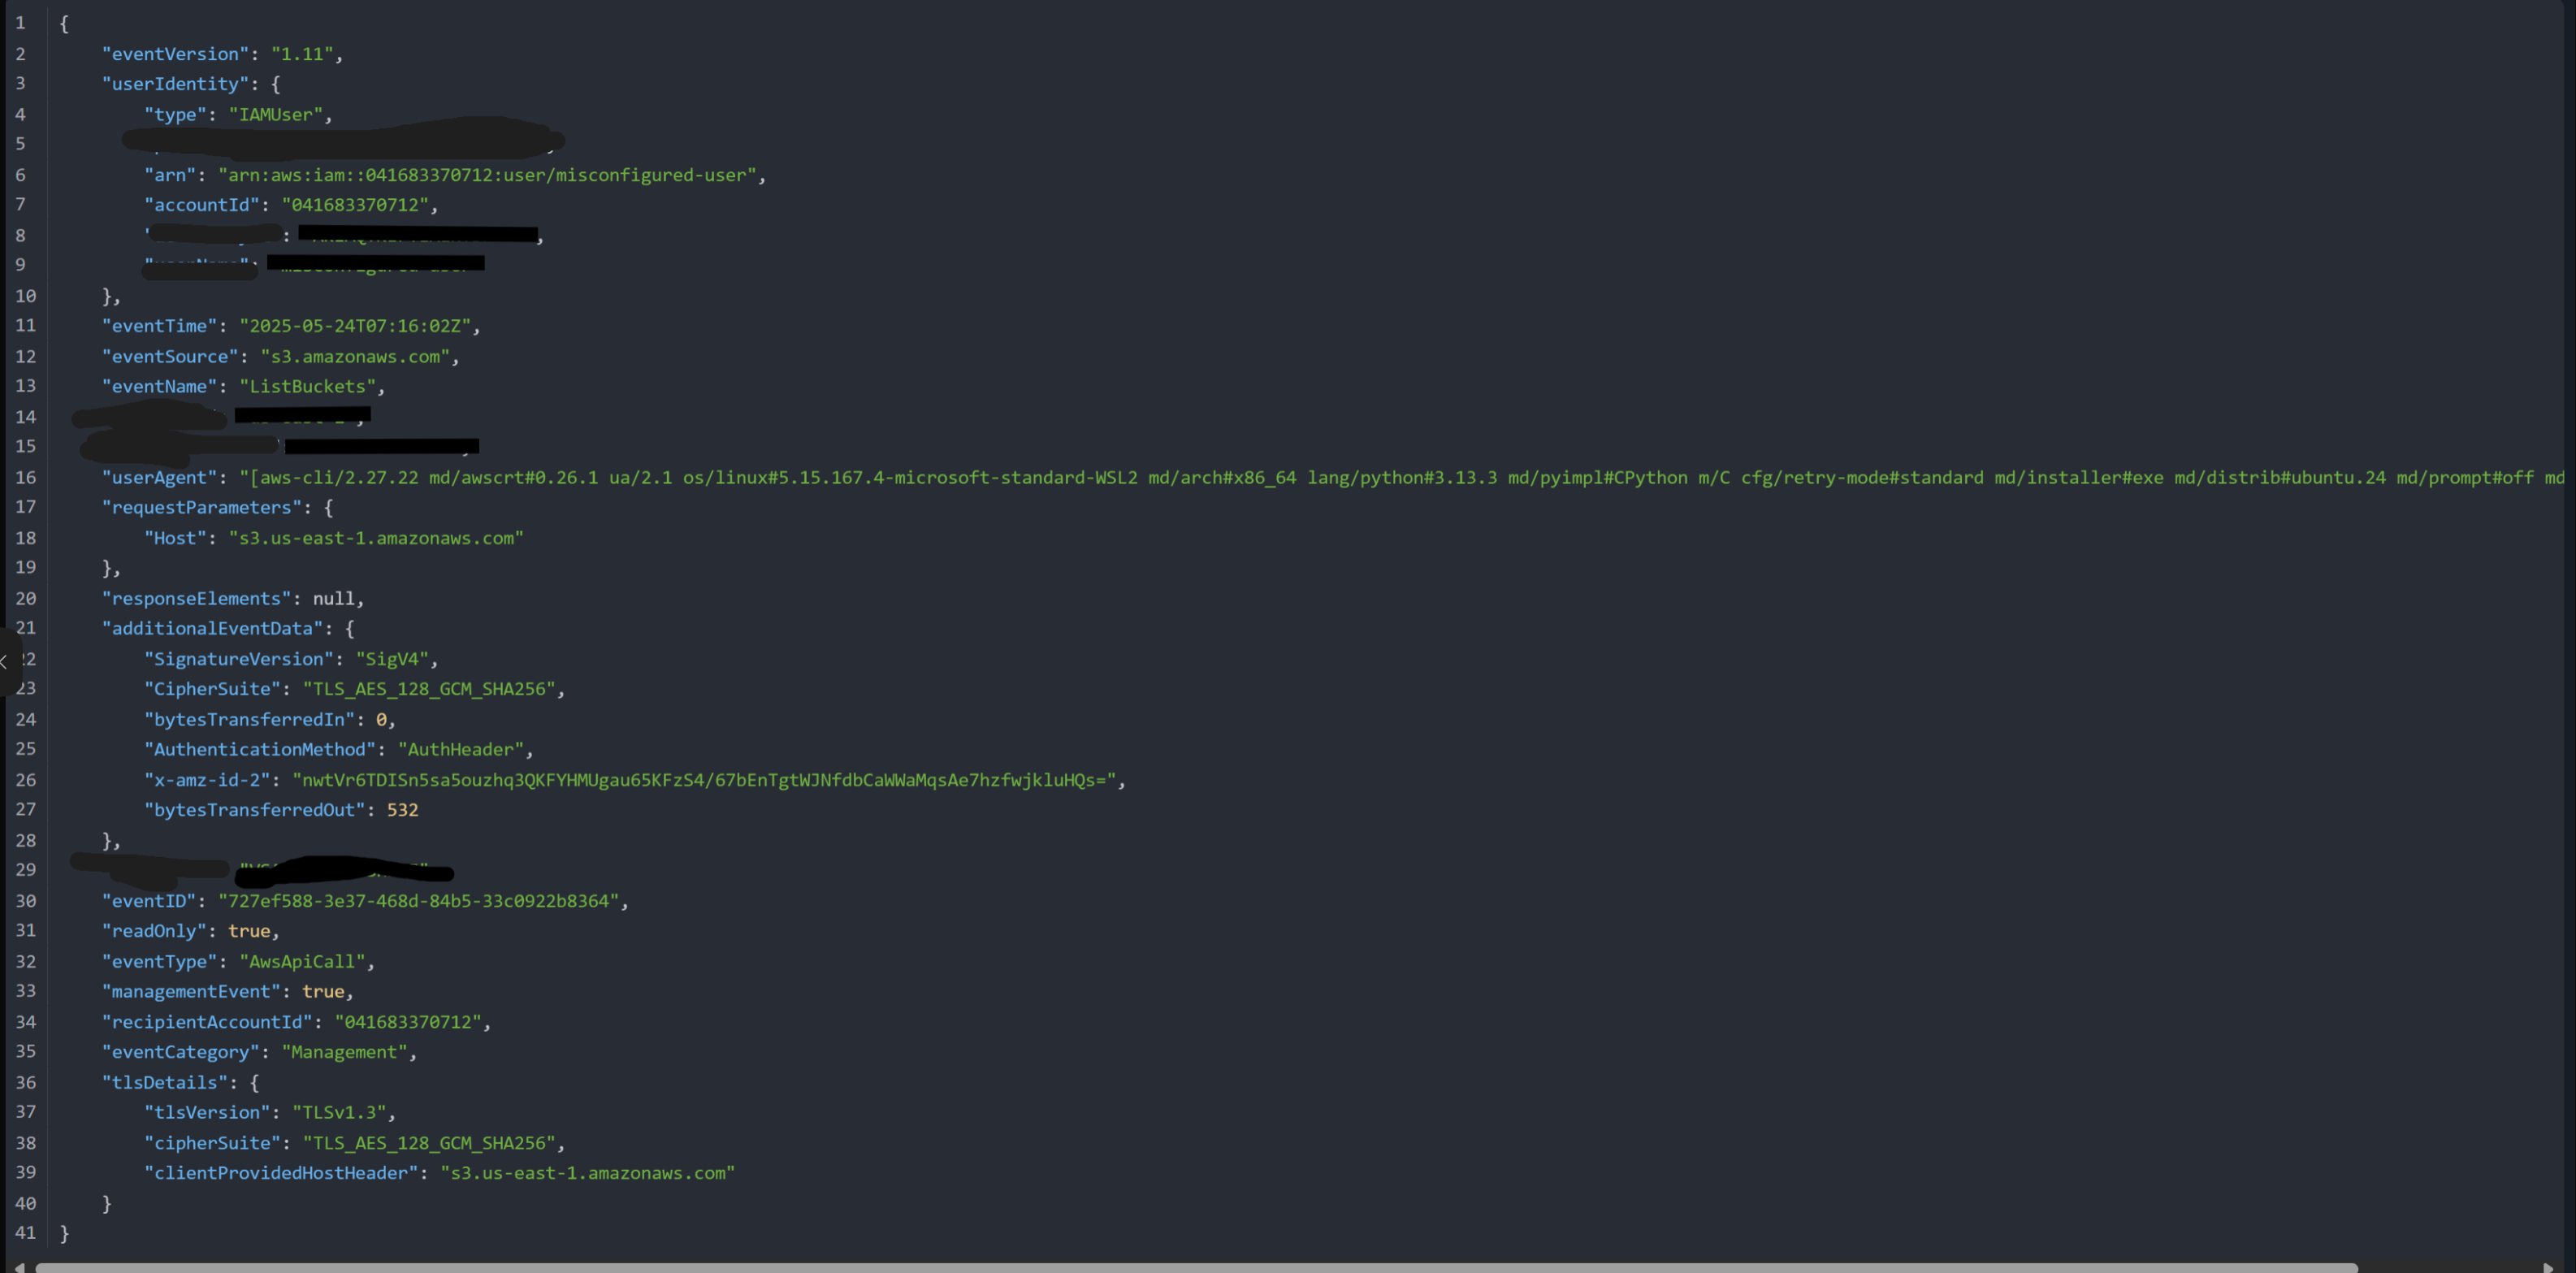 1 {
2 "eventVersion": "1.11",
3 "userIdentity": {
4 "type": "IAMUser",
5
6 "arn": "arn:aws:iam::041683370712:user/misconfigured-user",
7 "accountId": "041683370712",
8 : ,
9
10 },
11 "eventTime": "2025-05-24T07:16:02Z",
12 "eventSource": "s3.amazonaws.com",
13 "eventName": "ListBuckets",
14
15
16 "userAgent": "[aws-cli/2.27.22 md/awscrt#0.26.1 ua/2.1 os/linux#5.15.167.4-microsoft-standard-WSL2 md/arch#x86_64 lang/python#3.13.3 md/pyimpl#CPython m/C cfg/retry-mode#standard md/installer#exe md/distrib#ubuntu.24 md/prompt#off md
17 "requestParameters": {
18 "Host": "s3.us-east-1.amazonaws.com"
19 },
20 "responseElements": null,
21 "additionalEventData": {
22 "SignatureVersion": "SigV4",
23 "CipherSuite": "TLS_AES_128_GCM_SHA256",
24 "bytesTransferredIn": 0,
25 "AuthenticationMethod": "AuthHeader",
26 "x-amz-id-2": "nwtVr6TDISn5sa5ouzhq3QKFYHMUgau65KFzS4/67bEnTgtWJNfdbCaWWaMqsAe7hzfwjkluHQs=",
27 "bytesTransferredOut": 532
28 },
29
30 "eventID": "727ef588-3e37-468d-84b5-33c0922b8364",
31 "readOnly": true,
32 "eventType": "AwsApiCall",
33 "managementEvent": true,
34 "recipientAccountId": "041683370712",
35 "eventCategory": "Management",
36 "tlsDetails": {
37 "tlsVersion": "TLSv1.3",
38 "cipherSuite": "TLS_AES_128_GCM_SHA256",
39 "clientProvidedHostHeader": "s3.us-east-1.amazonaws.com"
40 }
41 }